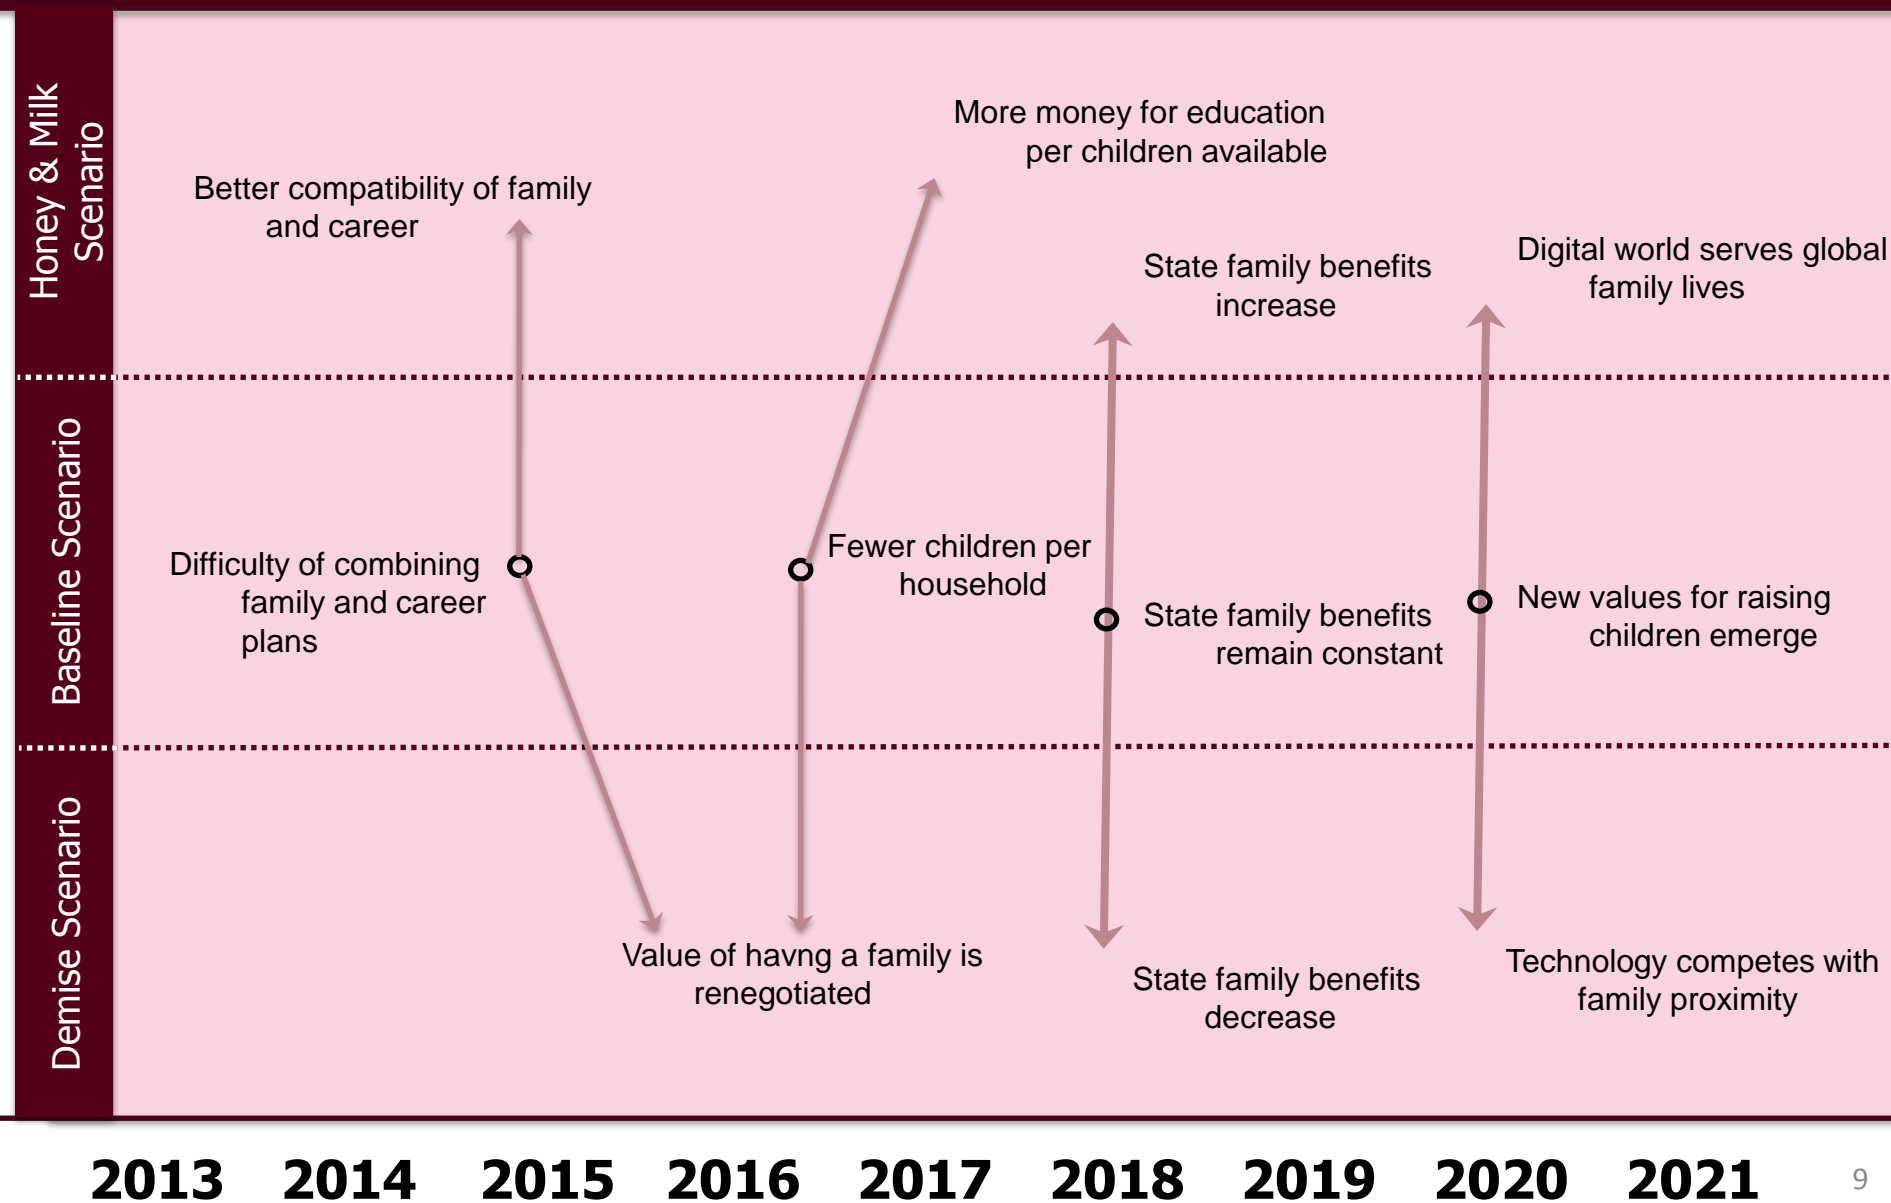 Honey & Milk
Scenario
More money for education
per children available
Better compatibility of family
and career
State family benefits
increase
Digital world serves global
family lives
Baseline Scenario
Difficulty of combining
family and career
plans
Fewer children per
household
State family benefits
remain constant
New values for raising
children emerge
Demise Scenario
Value of havng a family is
renegotiated
State family benefits
decrease
Technology competes with
family proximity
2013 2014 2015 2016 2017 2018 2019 2020 2021 9